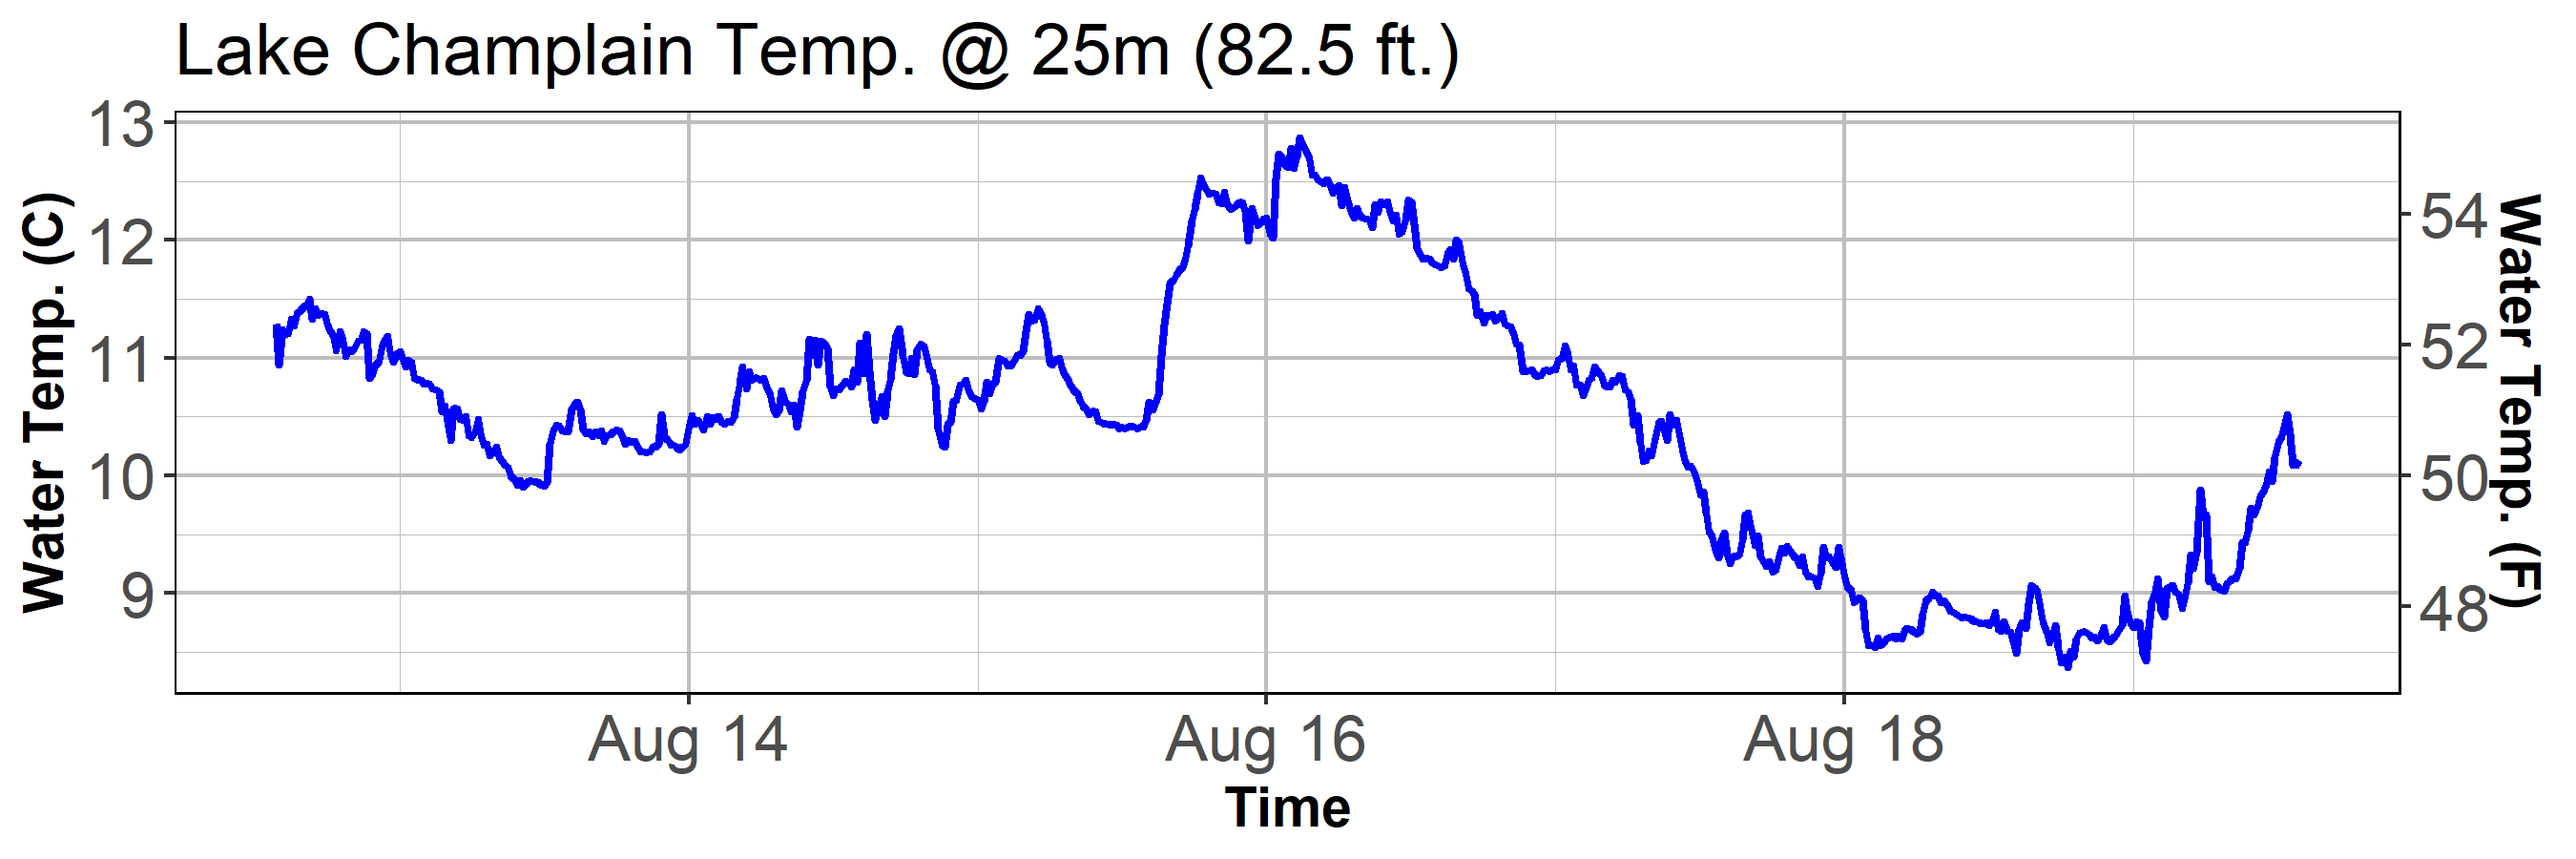 Lake Champlain Temp. @ 25m (82.5 ft.)
Water Temp. (C)
13
12
11
10
9
54
52
50
48
Water Temp. (F)
Aug 14 Aug 16 Aug 18
Time